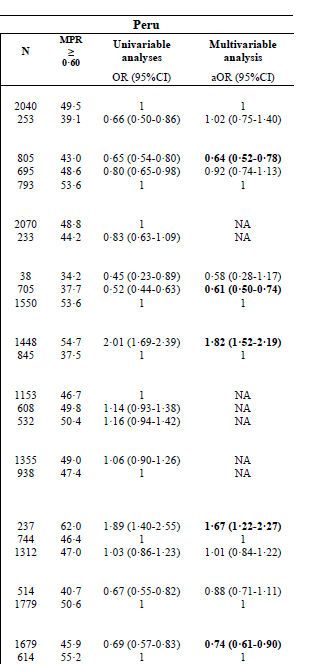 Peru
N MPR ≥ 0·60 Univariable analyses Multivariable analysis
OR (95%CI) aOR (95%CI)
2040 49·5 1 1
253 39·1 0·66 (0·50-0·86) 1·02 (0·75-1·40)
805 43·0 0·65 (0·54-0·80) 0·64 (0·52-0·78)
695 48·6 0·80 (0·65-0·98) 0·92 (0·74-1·13)
793 53·6 1 1
2070 48·8 1 NA
233 44·2 0·83 (0·63-1·09) NA
38 34·2 0·45 (0·23-0·89) 0·58 (0·28-1·17)
705 37·7 0·52 (0·44-0·63) 0·61 (0·50-0·74)
1550 53·6 1 1
1448 54·7 2·01 (1·69-2·39) 1·82 (1·52-2·19)
845 37·5 1 1
1153 46·7 1 NA
608 49·8 1·14 (0·93-1·38) NA
532 50·4 1·16 (0·94-1·42) NA
1355 49·0 1·06 (0·90-1·26) NA
938 47·4 1 NA
237 62·0 1·89 (1·40-2·55) 1·67 (1·22-2·27)
744 46·4 1 1
1312 47·0 1·03 (0·86-1·23) 1·01 (0·84-1·22)
514 40·7 0·67 (0·55-0·82) 0·88 (0·71-1·11)
1779 50·6 1 1
1679 45·9 0·69 (0·57-0·83) 0·74 (0·61-0·90)
614 55·2 1 1